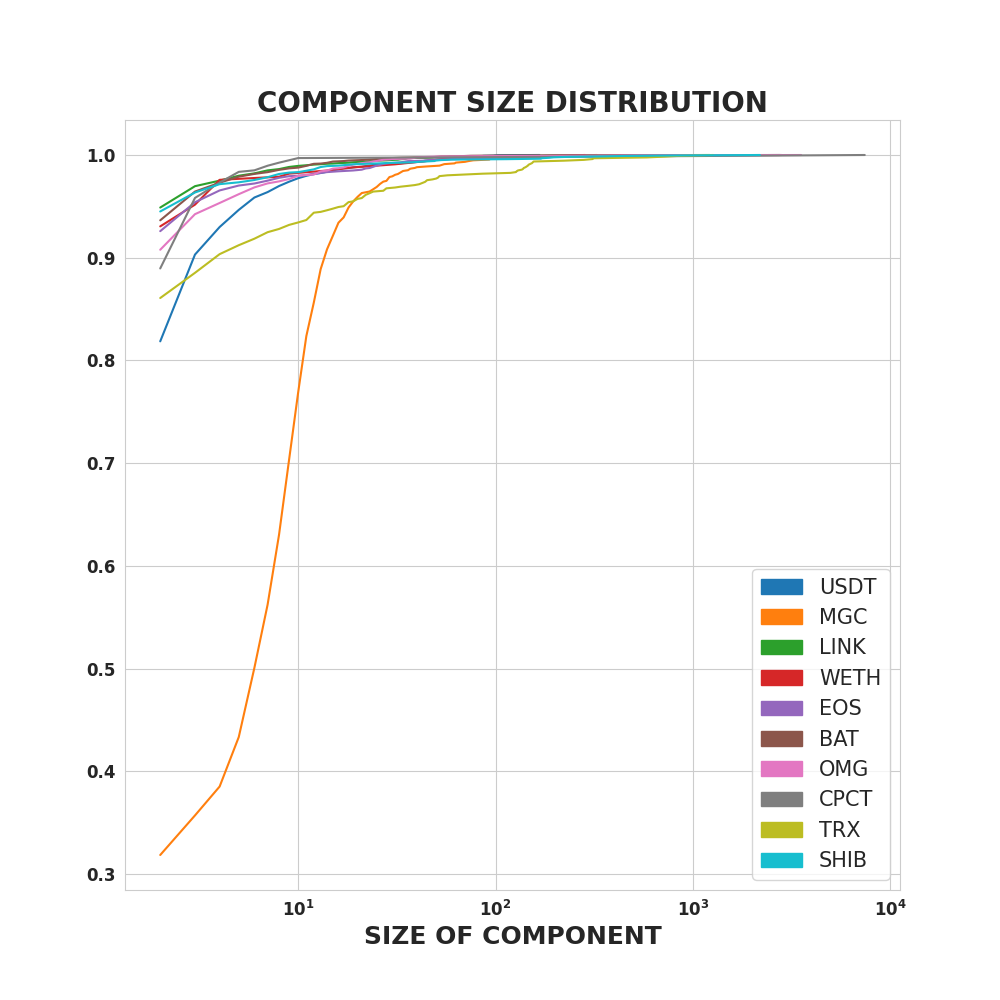 COMPONENT SIZE DISTRIBUTION
1.0
0.9
0.8
0.7
0.6
0.5
0.4
0.3
USDT
MGC
LINK
WETH
EOS
BAT
OMG
CPCT
TRX
SHIB
10¹ 10² 10³ 10⁴
SIZE OF COMPONENT